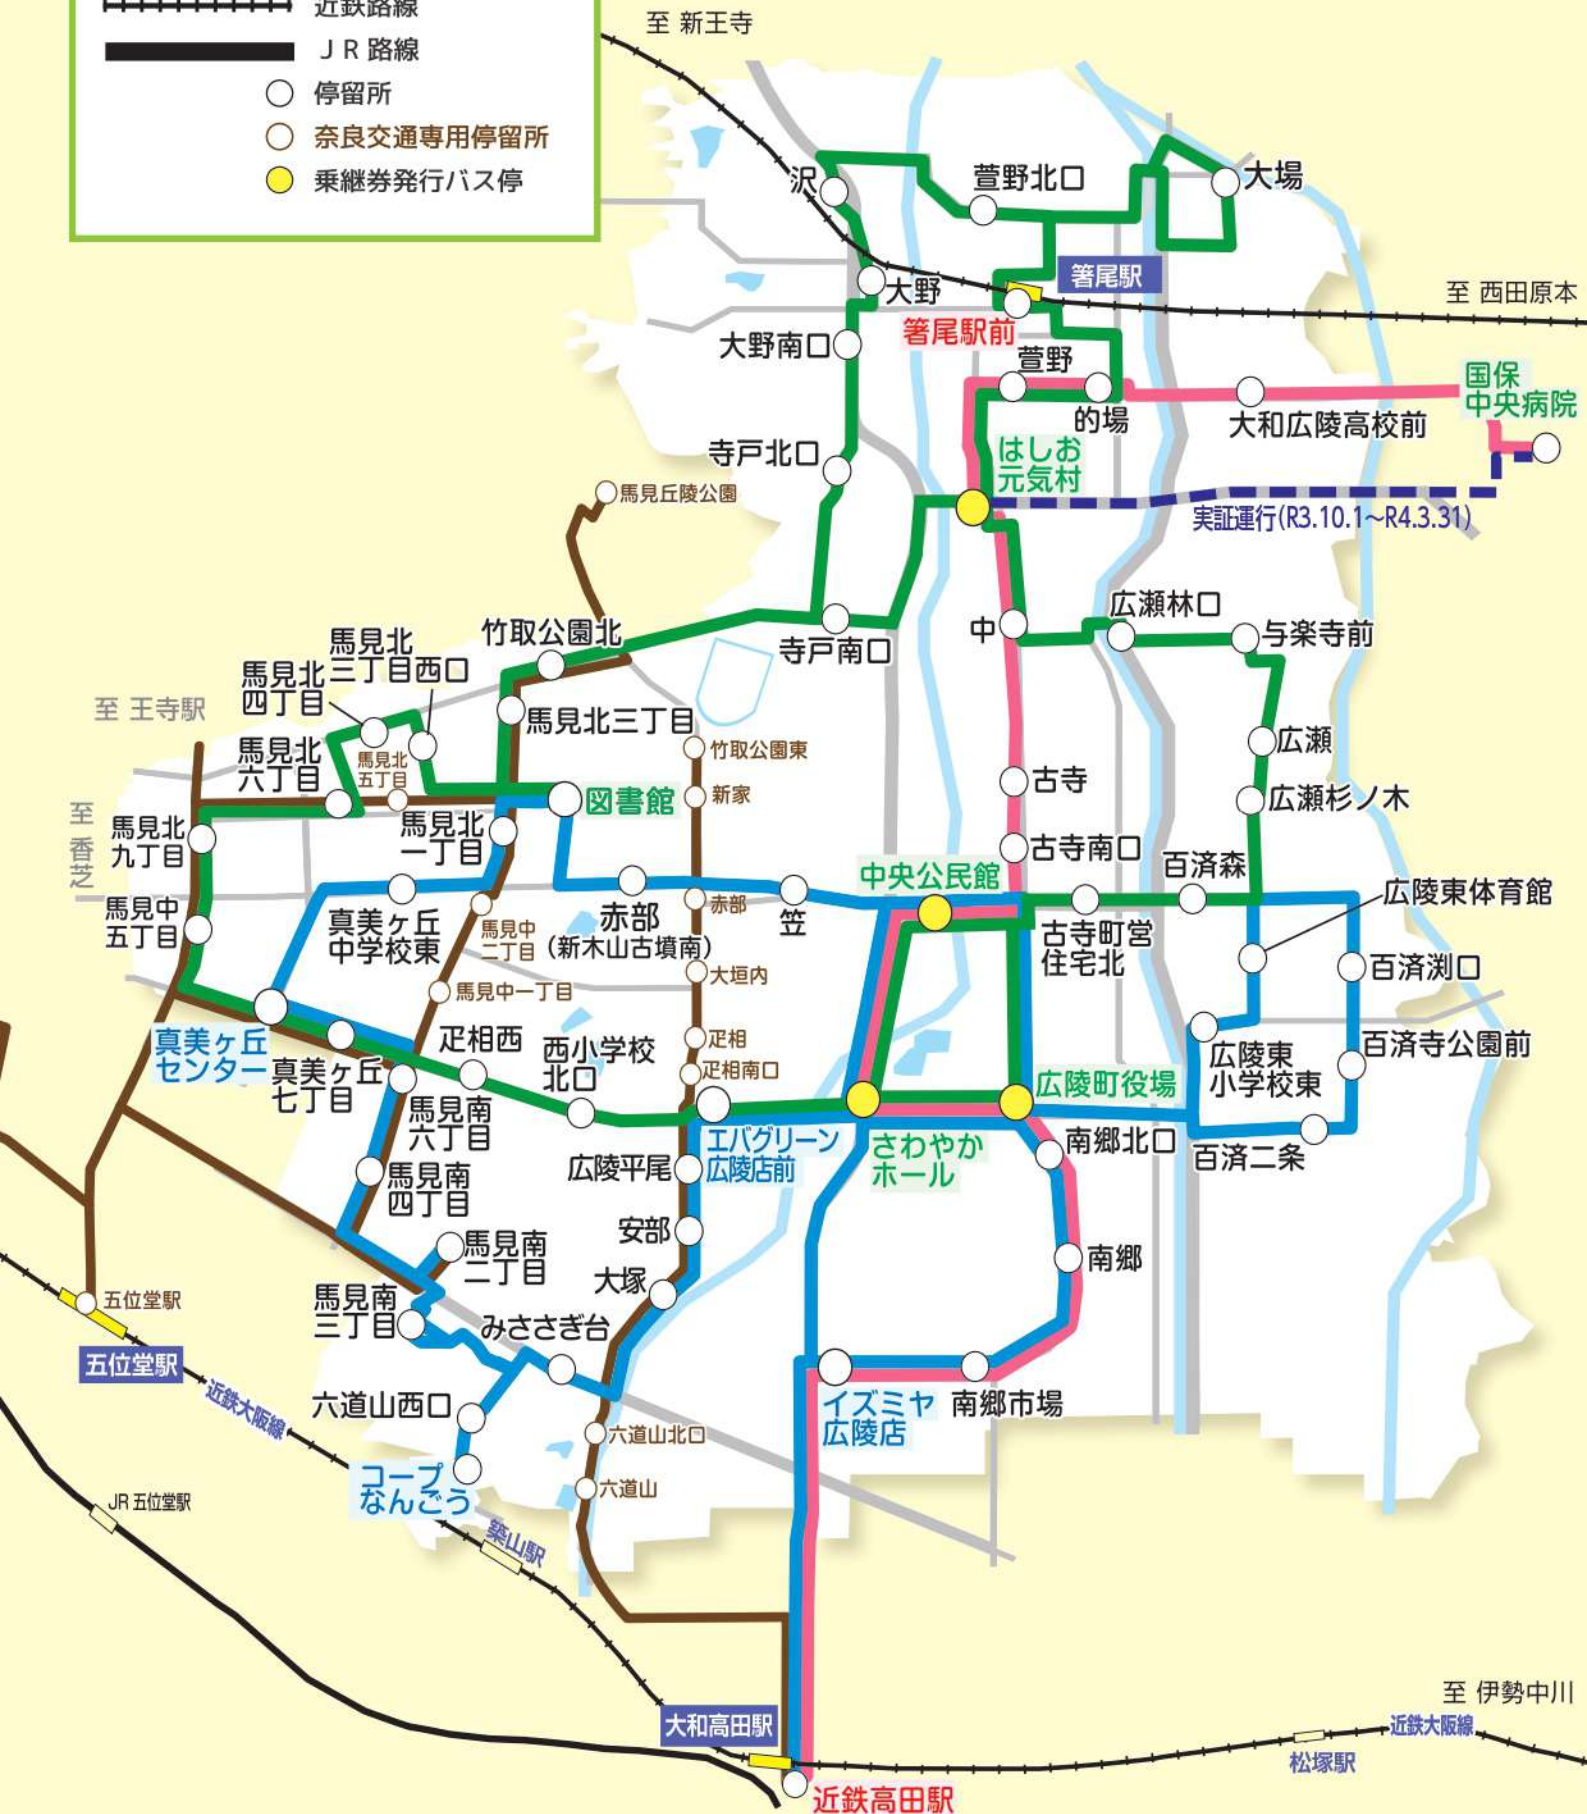 近鉄路線
ＪＲ路線
停留所
奈良交通専用停留所
乗継券発行バス停
至 新王寺
沢
萱野北口
大場
大野
箸尾駅
至 西田原本
箸尾駅前
大野南口
萱野
的場
大和広陵高校前
国保
中央病院
はしお
元気村
寺戸北口
馬見丘陵公園
実証運行(R3.10.1～R4.3.31)
竹取公園北
寺戸南口
中
広瀬林口
与楽寺前
馬見北
三丁目西口
馬見北
四丁目
至 王寺駅
馬見北三丁目
馬見北
六丁目
馬見北
五丁目
竹取公園東
広瀬
図書館
新家
古寺
広瀬杉ノ木
至 香芝
馬見北
九丁目
馬見北
一丁目
古寺南口
百済森
中央公民館
広陵東体育館
馬見中
五丁目
真美ヶ丘
中学校東
馬見中
二丁目
赤部
(新木山古墳南)
赤部
笠
古寺町営
住宅北
百済渕口
馬見中一丁目
大垣内
真美ヶ丘
センター
真美ヶ丘
七丁目
疋相西
西小学校
北口
疋相
疋相南口
広陵東
小学校東
百済寺公園前
広陵町役場
馬見南
六丁目
エバグリーン
広陵店前
さわやか
ホール
南郷北口
百済二条
広陵平尾
馬見南
四丁目
安部
馬見南
二丁目
南郷
大塚
五位堂駅
馬見南
三丁目
みささぎ台
五位堂駅
近鉄大阪線
六道山西口
イズミヤ
広陵店
南郷市場
六道山北口
コープ
なんごう
六道山
JR 五位堂駅
築山駅
至 伊勢中川
大和高田駅
近鉄大阪線
松塚駅
近鉄高田駅